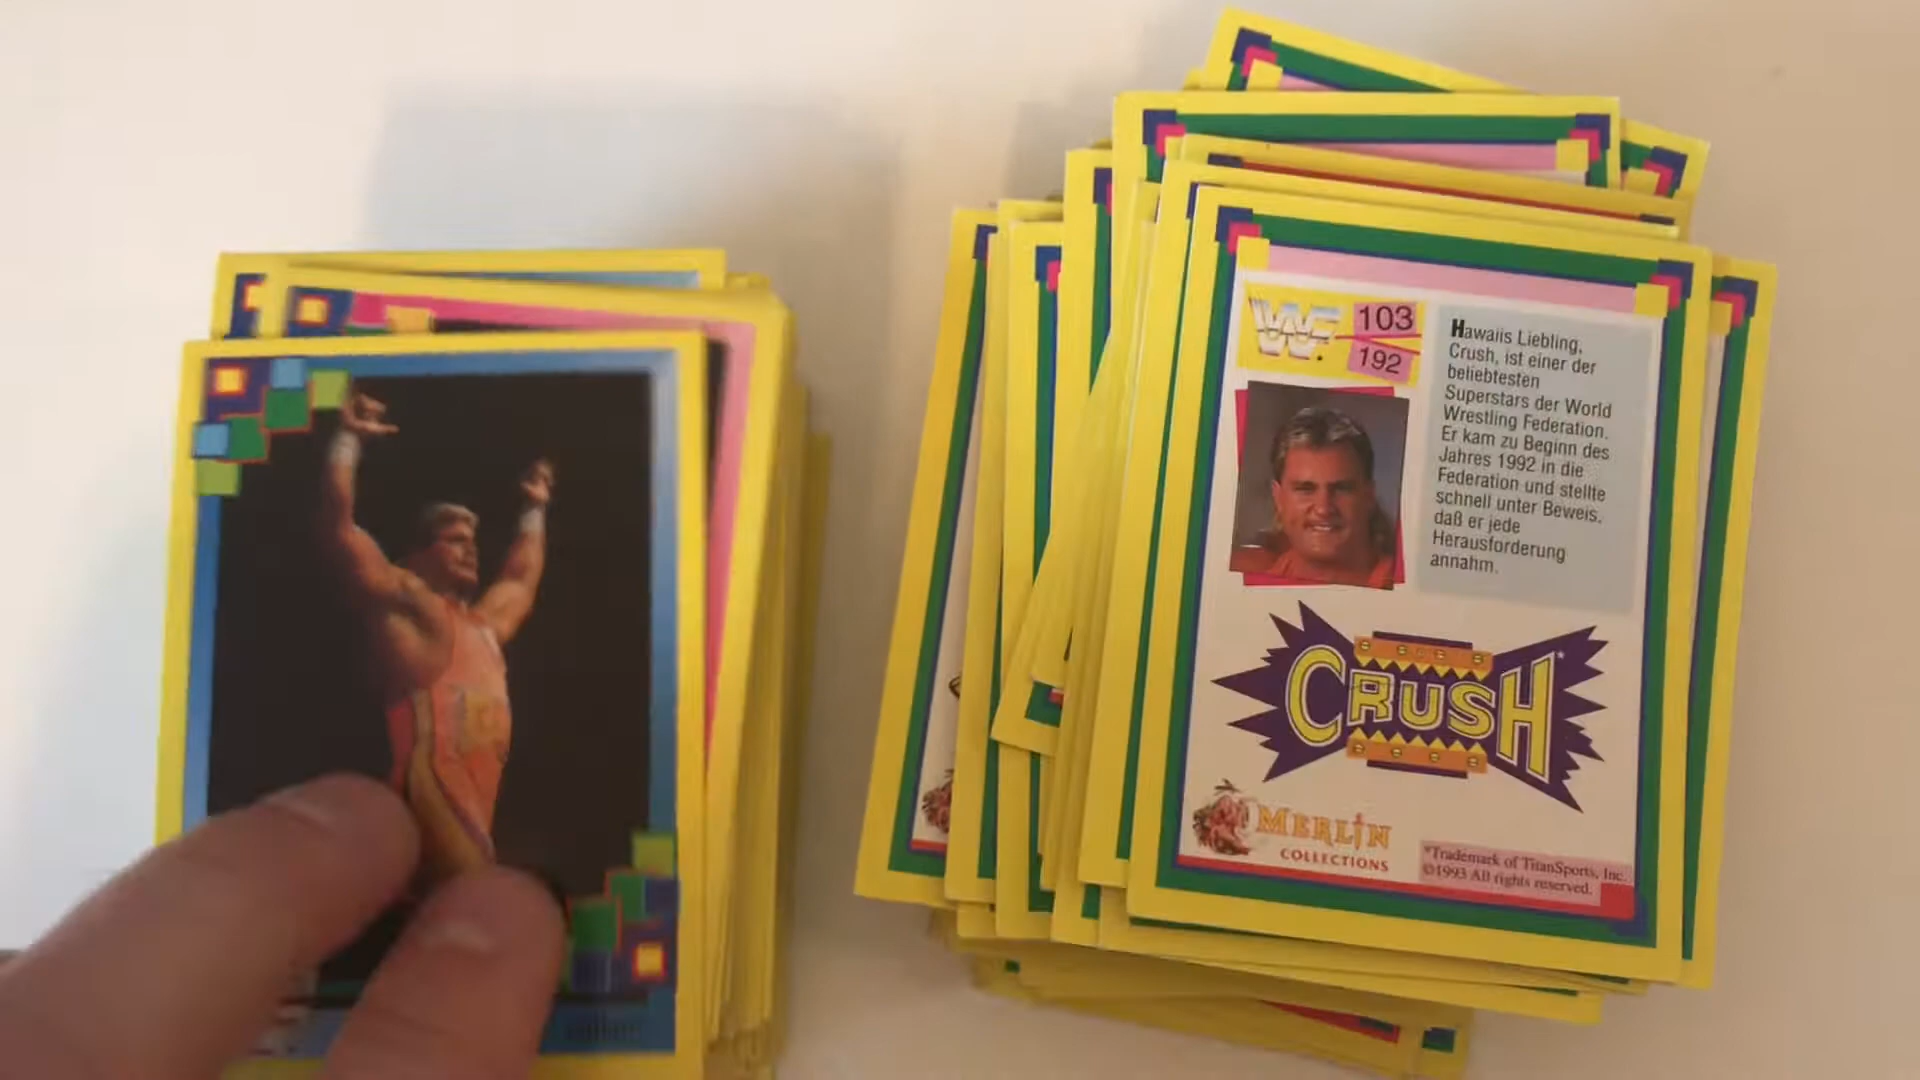 WF
103
192
Hawaiis Liebling,
Crush, ist einer der
beliebtesten
Superstars der World
Wrestling Federation.
Er kam zu Beginn des
Jahres 1992 in die
Federation und stellte
schnell unter Beweis,
daß er jede
Herausforderung
annahm.
CRUSH*
MERLIN
COLLECTIONS
*Trademark of TitanSports, Inc.
©1993 All rights reserved.